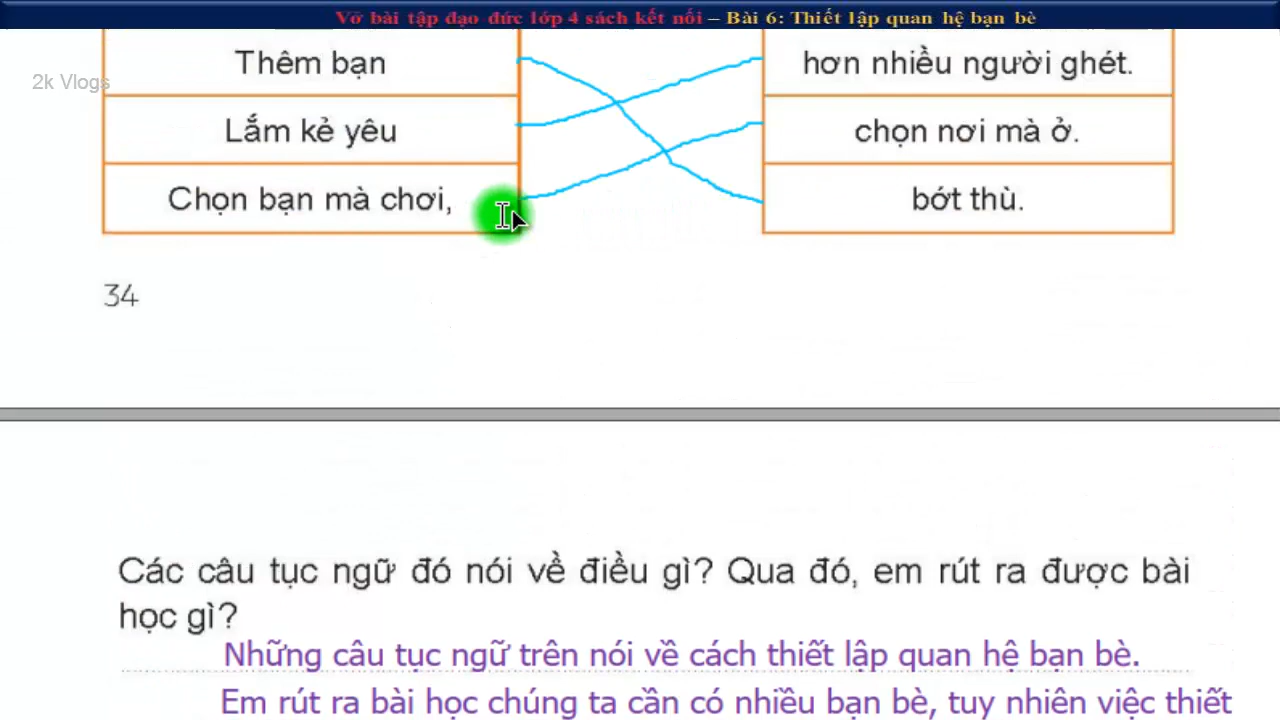 Vở bài tập đạo đức lớp 4 sách kết nối – Bài 6: Thiết lập quan hệ bạn bè
2k Vlogs
Thêm bạn hơn nhiều người ghét.
Lắm kẻ yêu chọn nơi mà ở.
Chọn bạn mà chơi, bớt thù.
34
Các câu tục ngữ đó nói về điều gì? Qua đó, em rút ra được bài
học gì?
Những câu tục ngữ trên nói về cách thiết lập quan hệ bạn bè.
Em rút ra bài học chúng ta cần có nhiều bạn bè, tuy nhiên việc thiết